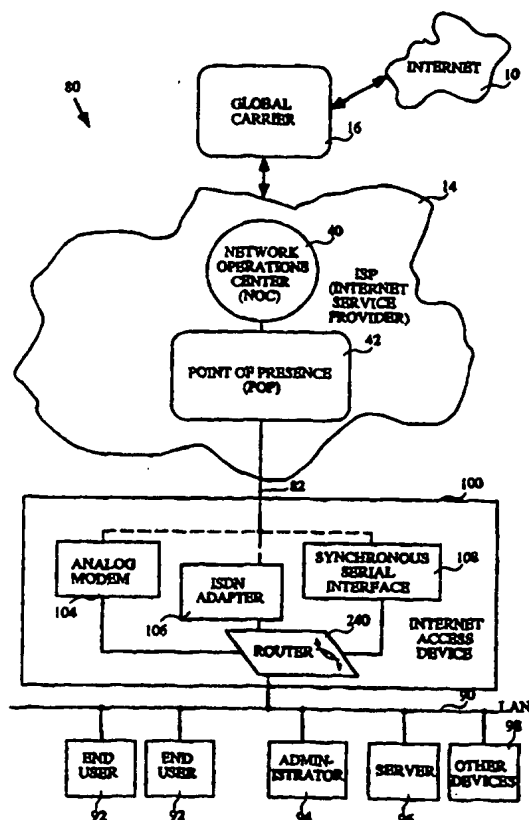 80
INTERNET
10
GLOBAL
CARRIER
16
14
40
NETWORK
OPERATIONS
CENTER
(NOC)
ISP
(INTERNET
SERVICE
PROVIDER)
42
POINT OF PRESENCE
(POP)
82
100
ANALOG
MODEM
104
ISDN
ADAPTER
106
SYNCHRONOUS
SERIAL
INTERFACE
108
240
ROUTER
INTERNET
ACCESS
DEVICE
90
LAN
98
END
USER
92
END
USER
92
ADMIN-
ISTRATOR
94
SERVER
96
OTHER
DEVICES